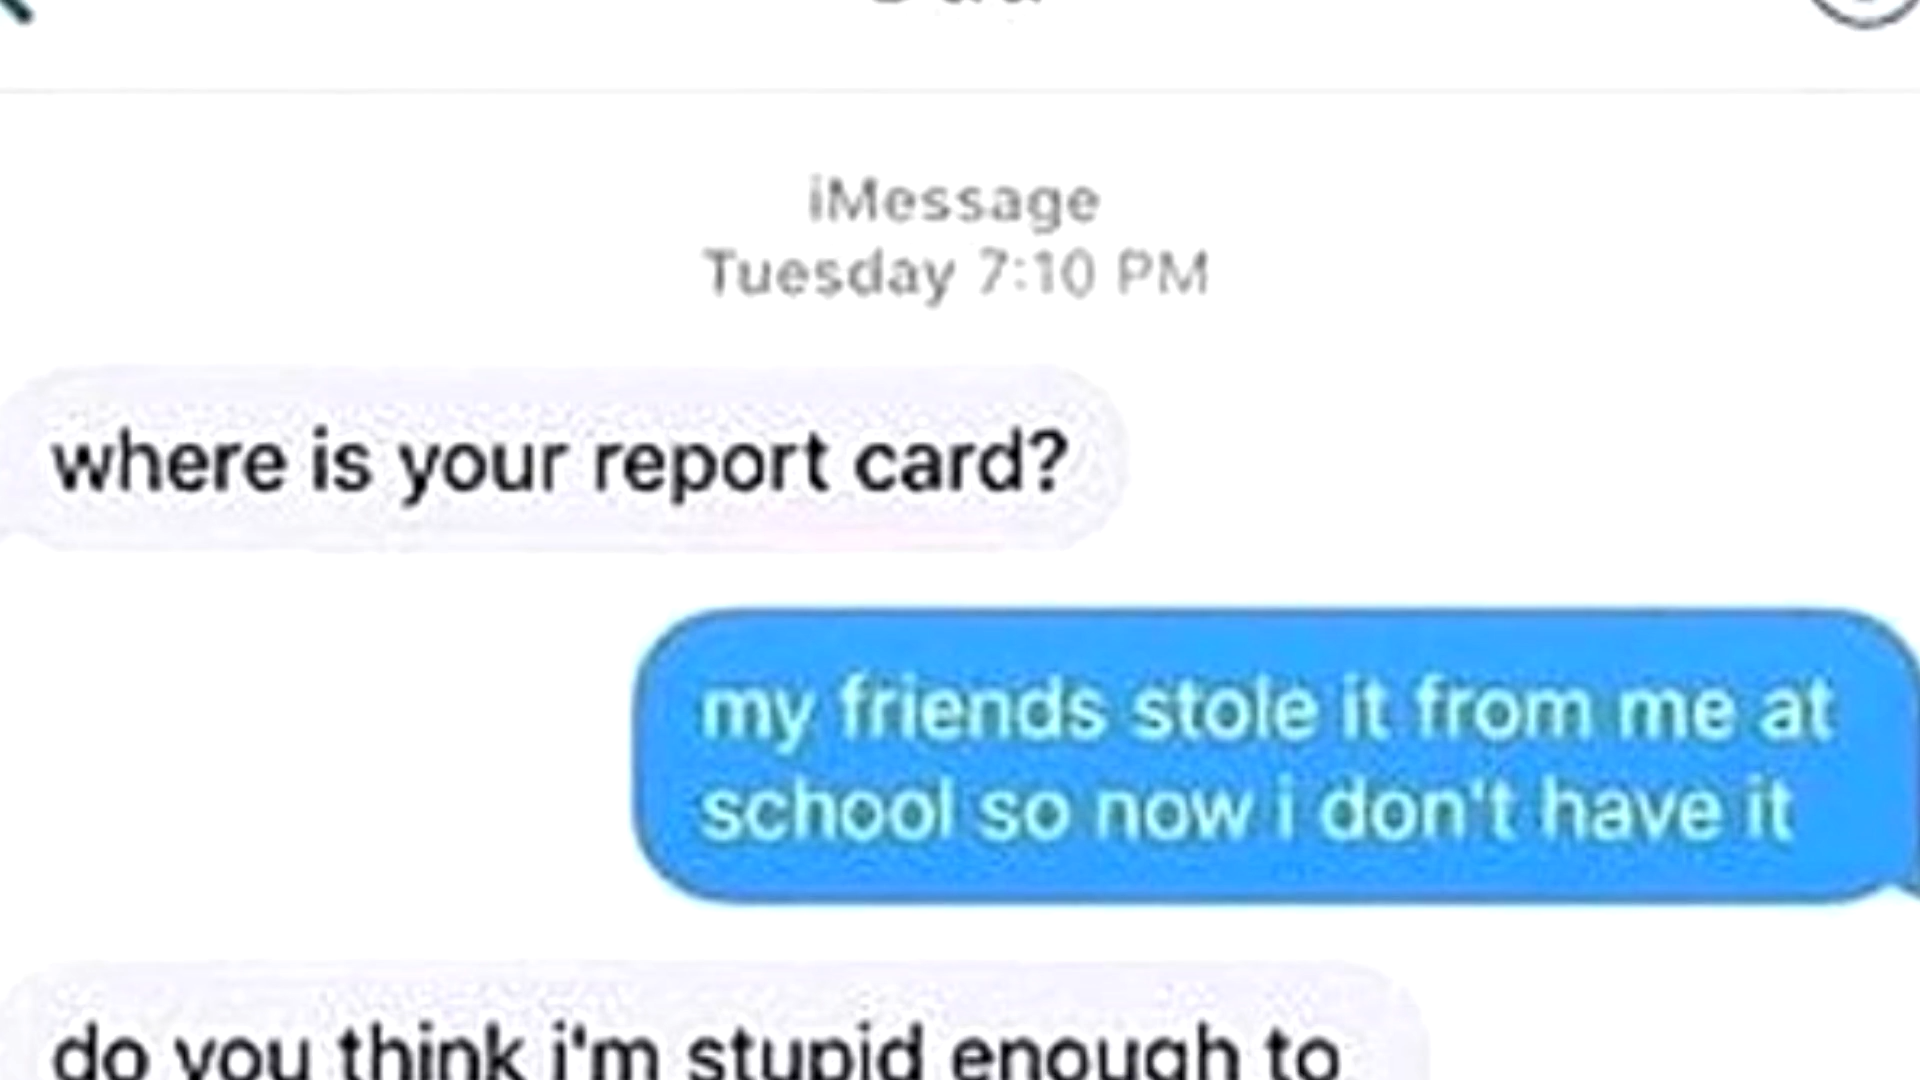 iMessage
Tuesday 7:10 PM
where is your report card?
my friends stole it from me at
school so now i don't have it
do you think i'm stupid enough to